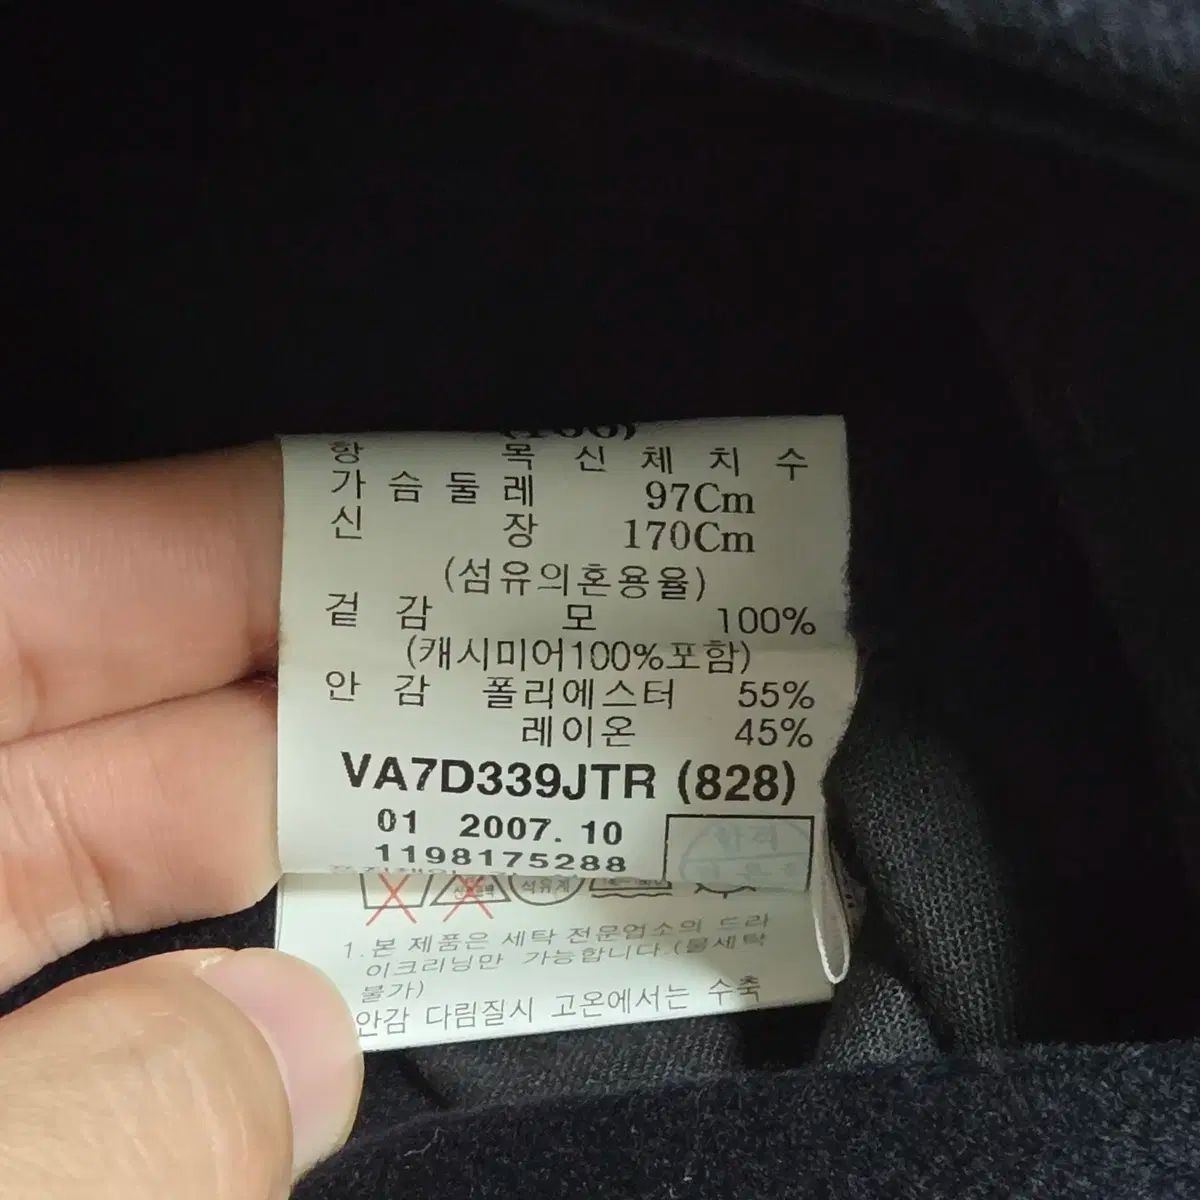 항 목 신 체 치 수
가 슴 둘 레 97Cm
신 장 170Cm
(섬유의혼용율)
겉 감 모 100%
(캐시미어100%포함)
안 감 폴리에스터 55%
레이온 45%
VA7D339JTR (828)
01 2007. 10
1198175288
석유계
1. 본 제품은 세탁 전문업소의 드라
이크리닝만 가능합니다.(물세탁
불가)
안감 다림질시 고온에서는 수축